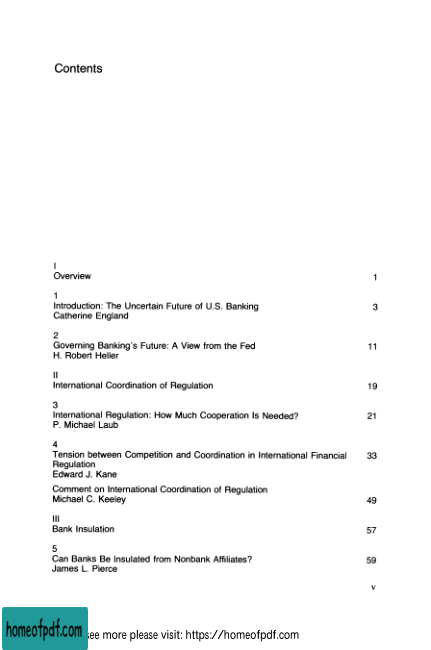 Contents
I
Overview 1
1
Introduction: The Uncertain Future of U.S. Banking 3
Catherine England
2
Governing Banking's Future: A View from the Fed 11
H. Robert Heller
II
International Coordination of Regulation 19
3
International Regulation: How Much Cooperation Is Needed? 21
P. Michael Laub
4
Tension between Competition and Coordination in International Financial 33
Regulation
Edward J. Kane
Comment on International Coordination of Regulation
Michael C. Keeley 49
III
Bank Insulation 57
5
Can Banks Be Insulated from Nonbank Affiliates? 59
James L. Pierce
v
homeofpdf.com
see more please visit: https://homeofpdf.com